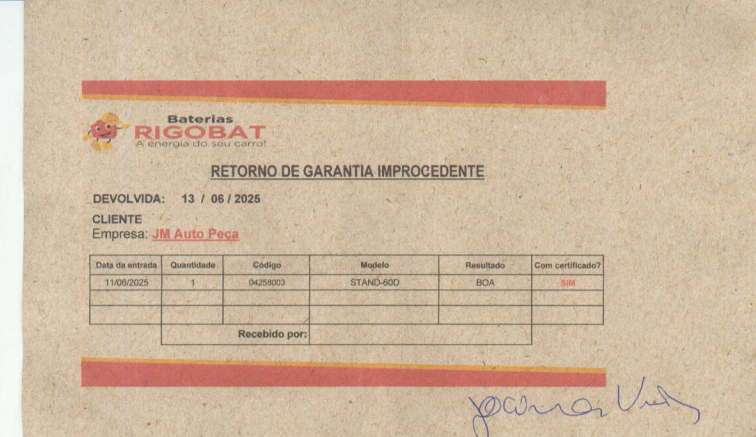 Baterias
RIGOBAT
A energia do seu carro!
RETORNO DE GARANTIA IMPROCEDENTE
DEVOLVIDA: 13 / 06 / 2025
CLIENTE
Empresa: JM Auto Peça
Data da entrada Quantidade Código Modelo Resultado Com certificado?
11/06/2025 1 04258003 STAND-60D BOA SIM
Recebido por: